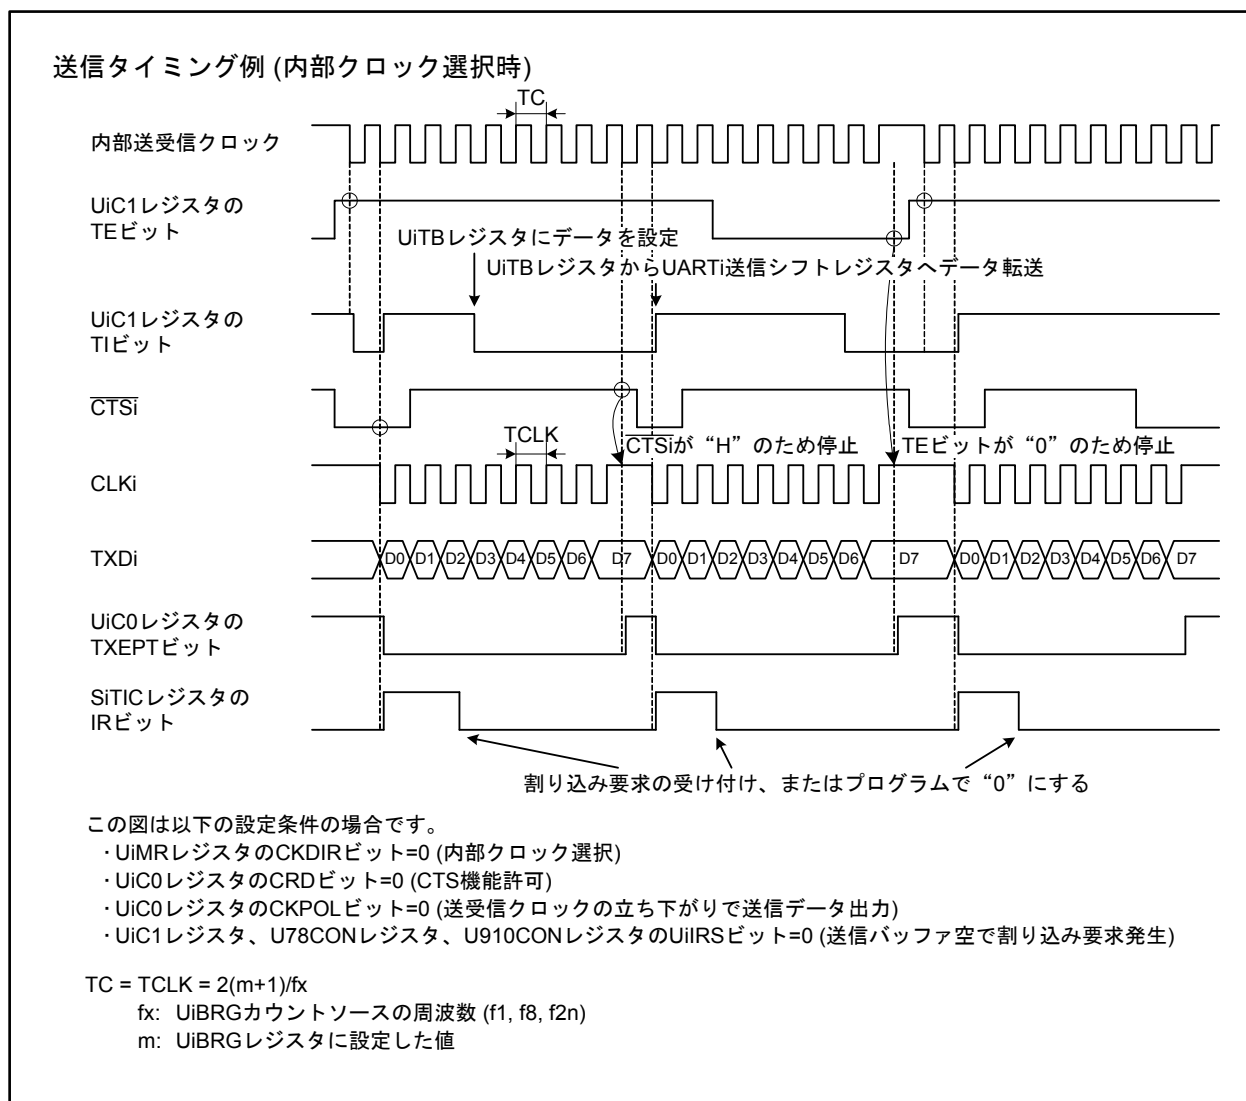 送信タイミング例 (内部クロック選択時)
TC
内部送受信クロック
UiC1レジスタの
TEビット
UiTBレジスタにデータを設定
UiTBレジスタからUARTi送信シフトレジスタへデータ転送
UiC1レジスタの
TIビット
CTSi
TCLK
CTSiが“H”のため停止
TEビットが“0”のため停止
CLKi
TXDi
D0 D1 D2 D3 D4 D5 D6 D7 D0 D1 D2 D3 D4 D5 D6 D7 D0 D1 D2 D3 D4 D5 D6 D7
UiC0レジスタの
TXEPTビット
SiTICレジスタの
IRビット
割り込み要求の受け付け、またはプログラムで“0”にする
この図は以下の設定条件の場合です。
・UiMRレジスタのCKDIRビット=0 (内部クロック選択)
・UiC0レジスタのCRDビット=0 (CTS機能許可)
・UiC0レジスタのCKPOLビット=0 (送受信クロックの立ち下がりで送信データ出力)
・UiC1レジスタ、U78CONレジスタ、U910CONレジスタのUiIRSビット=0 (送信バッファ空で割り込み要求発生)
TC = TCLK = 2(m+1)/fx
fx: UiBRGカウントソースの周波数 (f1, f8, f2n)
m: UiBRGレジスタに設定した値